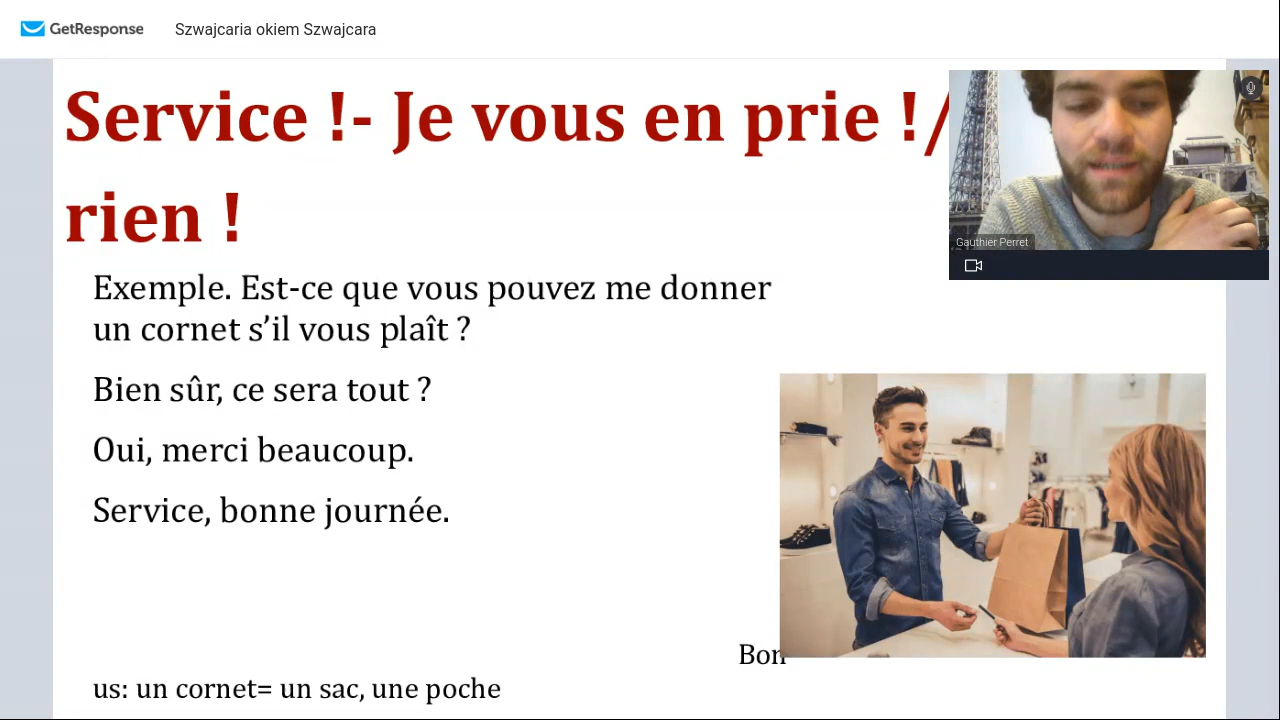 GetResponse
Szwajcaria okiem Szwajcara
Service !- Je vous en prie !/
rien !
Gauthier Perret
Exemple. Est-ce que vous pouvez me donner
un cornet s’il vous plaît ?
Bien sûr, ce sera tout ?
Oui, merci beaucoup.
Service, bonne journée.
Bon
us: un cornet= un sac, une poche